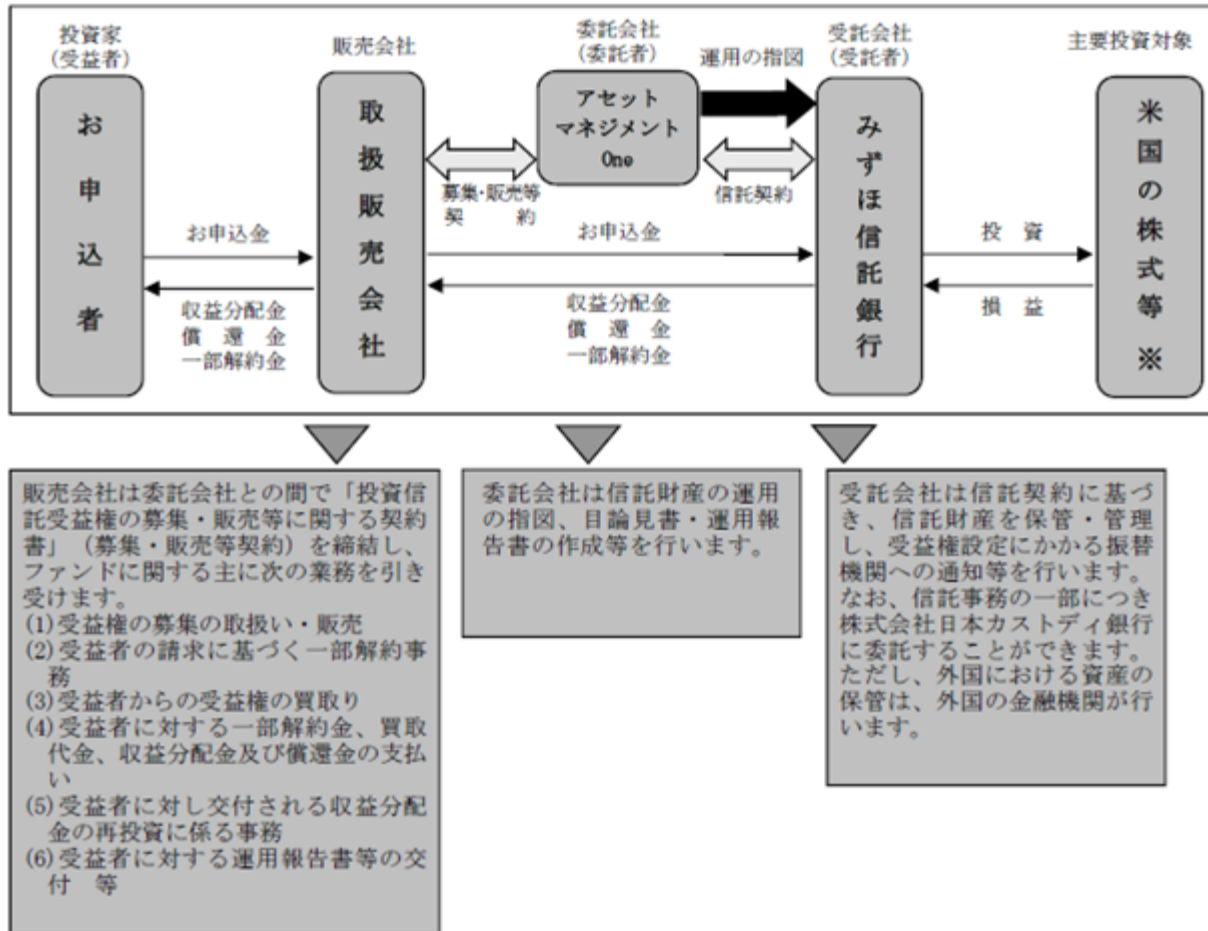 投資家
(受益者)
販売会社
委託会社
(委託者)
運用の指図
受託会社
(受託者)
主要投資対象
お申込者
取扱販売会社
アセット
マネジメント
One
みずほ信託銀行
米国の株式等 ※
募集・販売等
契 約
信託契約
お申込金
収益分配金
償 還 金
一部解約金
お申込金
収益分配金
償 還 金
一部解約金
投 資
損 益
販売会社は委託会社との間で「投資信
託受益権の募集・販売等に関する契約
書」(募集・販売等契約)を締結し、
ファンドに関する主に次の業務を引き
受けます。
(1)受益権の募集の取扱い・販売
(2)受益者の請求に基づく一部解約事
務
(3)受益者からの受益権の買取り
(4)受益者に対する一部解約金、買取
代金、収益分配金及び償還金の支払
い
(5)受益者に対し交付される収益分配
金の再投資に係る事務
(6)受益者に対する運用報告書等の交
付 等
委託会社は信託財産の運用
の指図、目論見書・運用報
告書の作成等を行います。
受託会社は信託契約に基づ
き、信託財産を保管・管理
し、受益権設定にかかる振替
機関への通知等を行います。
なお、信託事務の一部につき
株式会社日本カストディ銀行
に委託することができます。
ただし、外国における資産の
保管は、外国の金融機関が行
います。